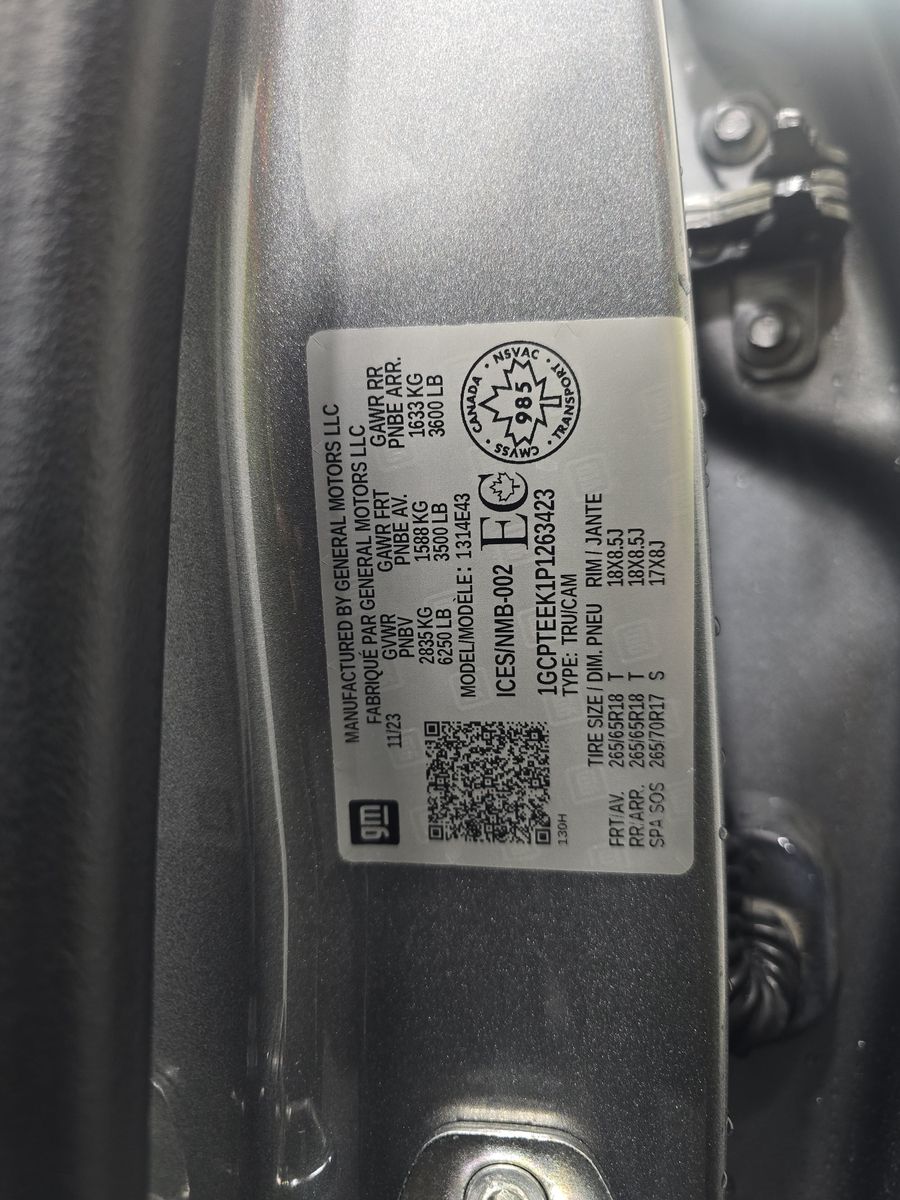 gm
MANUFACTURED BY GENERAL MOTORS LLC
FABRIQUÉ PAR GENERAL MOTORS LLC
11/23
GVWR GAWR FRT GAWR RR
PNBV PNBE AV. PNBE ARR.
2835 KG 1588 KG 1633 KG
6250 LB 3500 LB 3600 LB
MODEL/MODÈLE: 1314E43
ICES/NMB-002 EC
CANADA · NSVAC · TRANSPORT · CMVSS ·
985
1GCPTEEK1P1263423
TYPE: TRU/CAM
130H
TIRE SIZE / DIM. PNEU RIM / JANTE
FRT/AV. 265/65R18 T 18X8.5J
RR/ARR. 265/65R18 T 18X8.5J
SPA SOS 265/70R17 S 17X8J